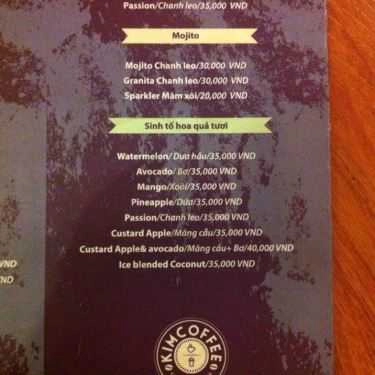 Passion/Chanh leo/35,000 VND
Mojito
Mojito Chanh leo/30,000 VND
Granita Chanh leo/30,000 VND
Sparkler Mâm xôi/20,000 VND
Sinh tố hoa quả tươi
Watermelon/Dưa hấu/35,000 VND
Avocado/Bơ/35,000 VND
Mango/Xoài/35,000 VND
Pineapple/Dứa/35,000 VND
Passion/Chanh leo/35,000 VND
Custard Apple/Mãng cầu/35,000 VND
Custard Apple& avocado/Mãng cầu+ Bơ/40,000 VND
Ice blended Coconut/35,000 VND
VND
VND
KIMCOFFEE